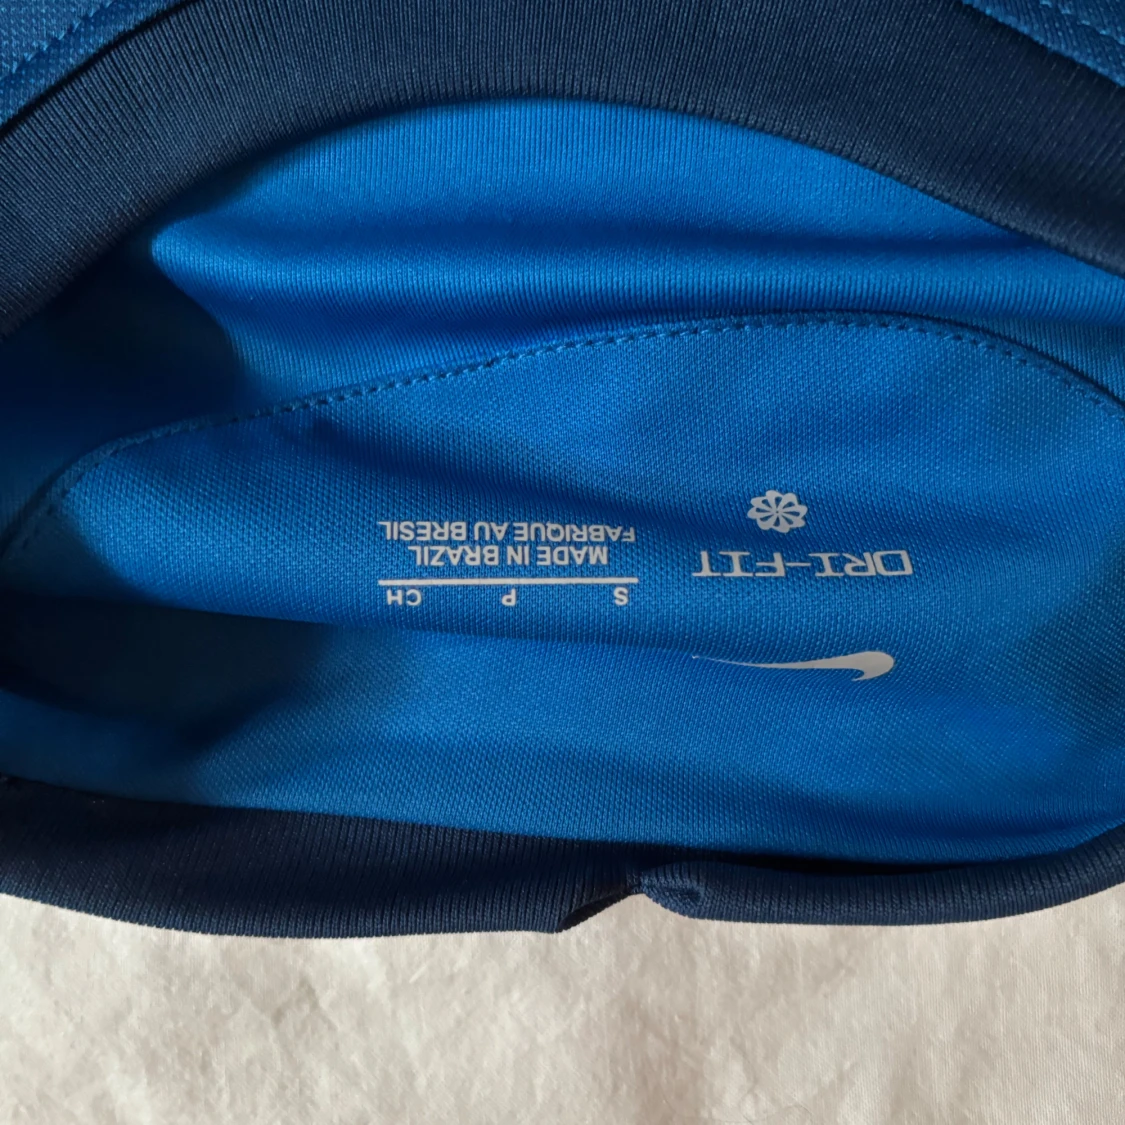 DRI-FIT
S P CH
MADE IN BRAZIL
FABRIQUE AU BRESIL